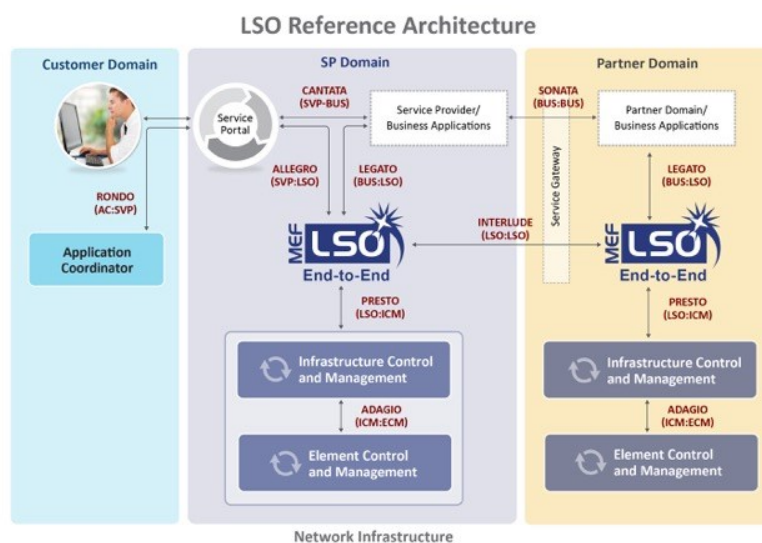 LSO Reference Architecture
Customer Domain
SP Domain
Partner Domain
Service
Portal
CANTATA
(SVP-BUS)
Service Provider/
Business Applications
SONATA
(BUS:BUS)
Partner Domain/
Business Applications
RONDO
(AC:SVP)
ALLEGRO
(SVP:LSO)
LEGATO
(BUS:LSO)
Service Gateway
LEGATO
(BUS:LSO)
Application
Coordinator
MEF
LSO
End-to-End
INTERLUDE
(LSO:LSO)
MEF
LSO
End-to-End
PRESTO
(LSO:ICM)
PRESTO
(LSO:ICM)
Infrastructure Control
and Management
Infrastructure Control
and Management
ADAGIO
(ICM:ECM)
ADAGIO
(ICM:ECM)
Element Control
and Management
Element Control
and Management
Network Infrastructure